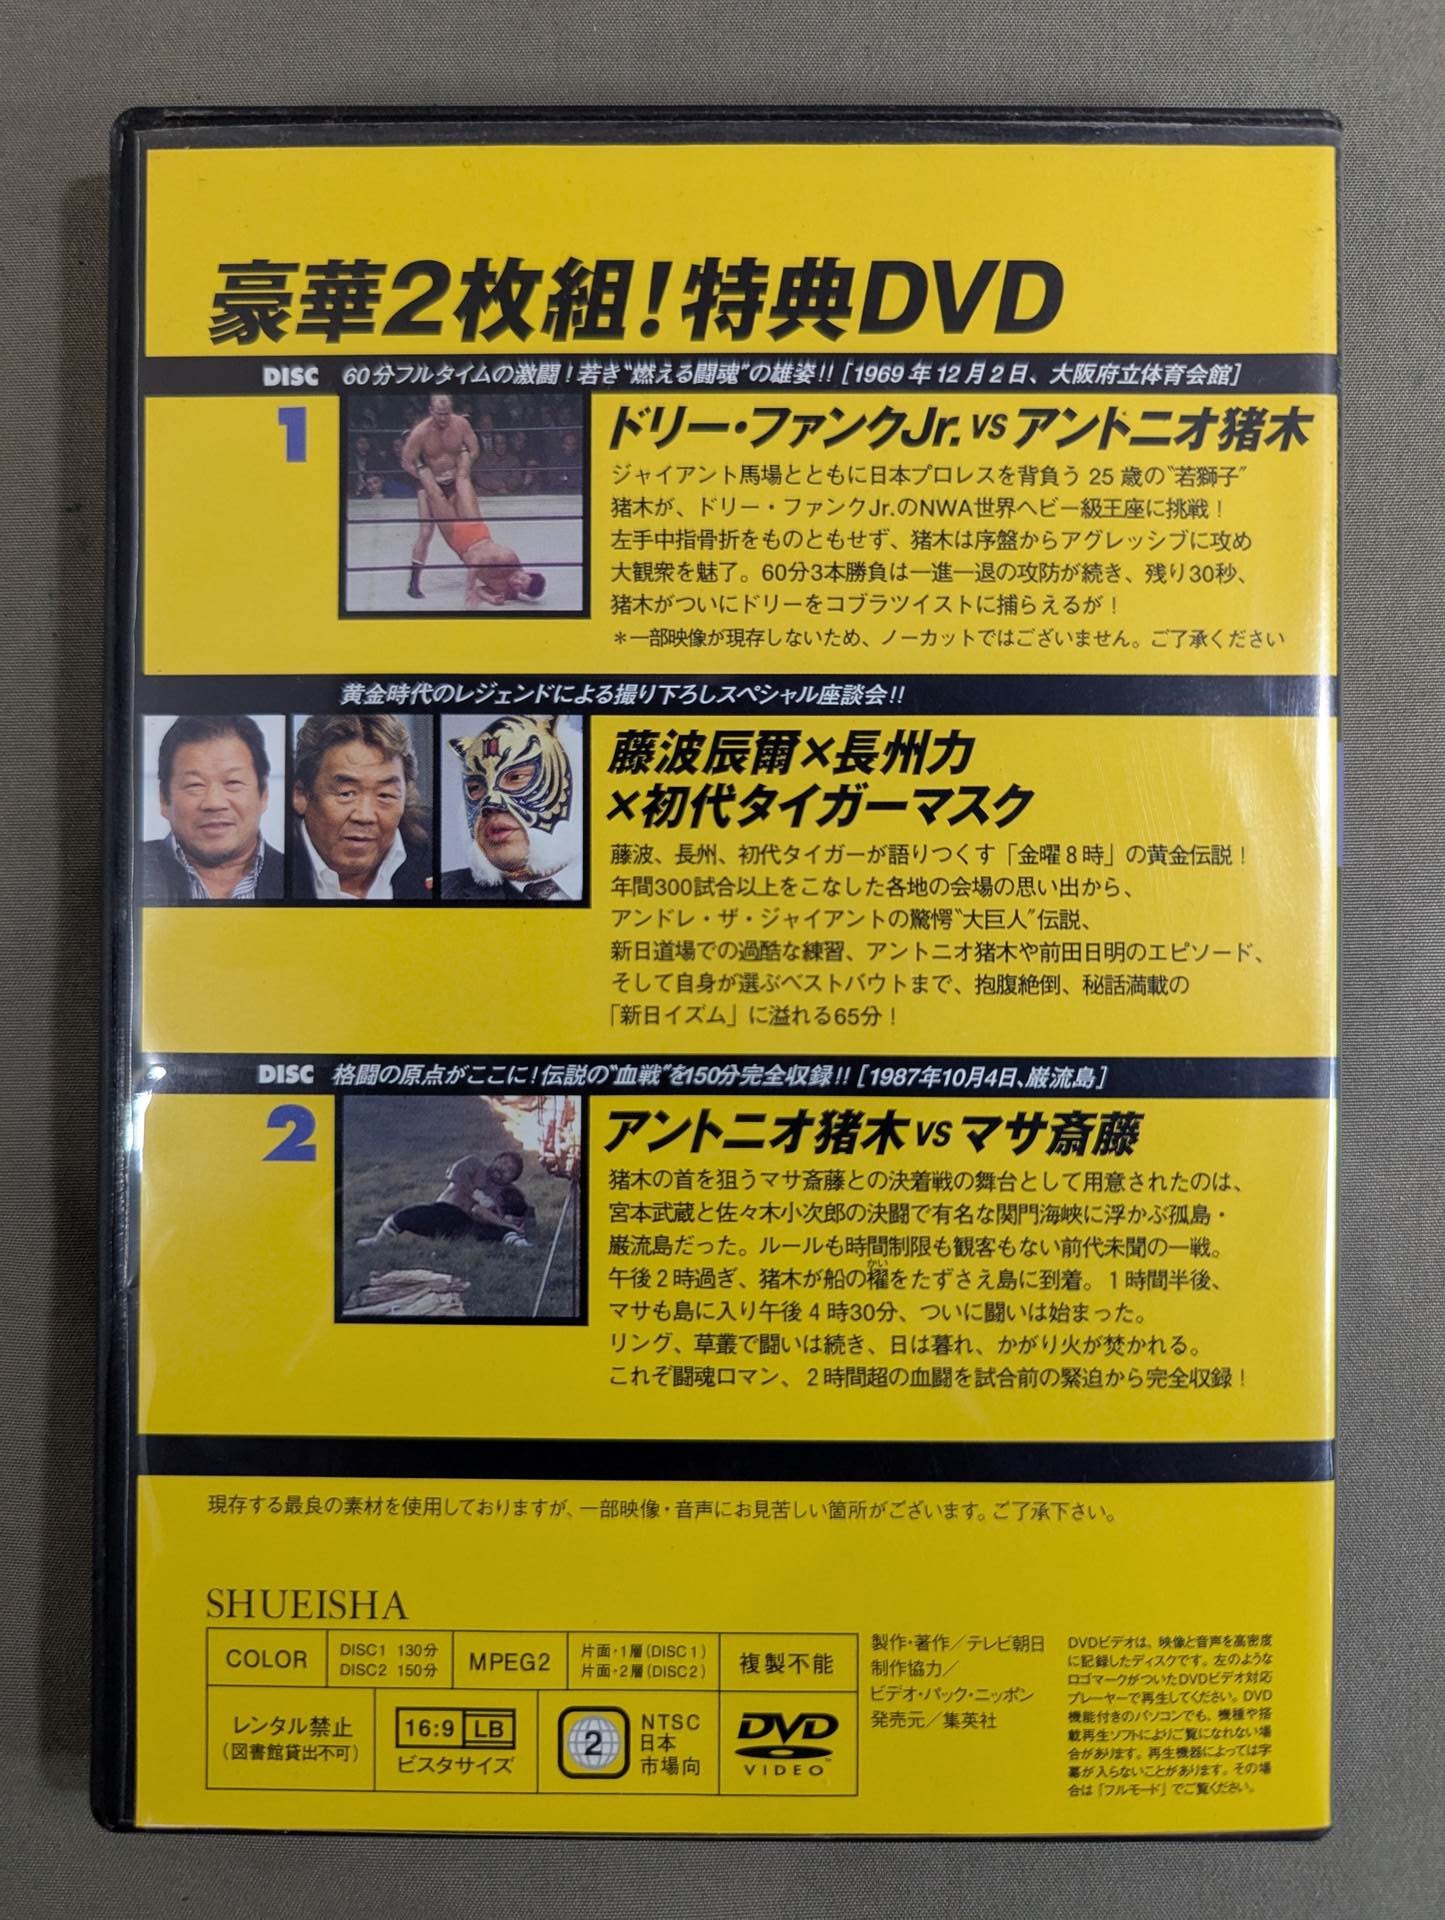 豪華2枚組!特典DVD
DISC 1
60分フルタイムの激闘!若き"燃える闘魂"の雄姿!![1969年12月2日、大阪府立体育会館]
ドリー・ファンクJr. VS アントニオ猪木
ジャイアント馬場とともに日本プロレスを背負う25歳の"若獅子"
猪木が、ドリー・ファンクJr.のNWA世界ヘビー級王座に挑戦!
左手中指骨折をものともせず、猪木は序盤からアグレッシブに攻め
大観衆を魅了。60分3本勝負は一進一退の攻防が続き、残り30秒、
猪木がついにドリーをコブラツイストに捕らえるが!
*一部映像が現存しないため、ノーカットではございません。ご了承ください
黄金時代のレジェンドによる撮り下ろしスペシャル座談会!!
藤波辰爾×長州力
×初代タイガーマスク
藤波、長州、初代タイガーが語りつくす「金曜8時」の黄金伝説!
年間300試合以上をこなした各地の会場の思い出から、
アンドレ・ザ・ジャイアントの驚愕"大巨人"伝説、
新日道場での過酷な練習、アントニオ猪木や前田日明のエピソード、
そして自身が選ぶベストバウトまで、抱腹絶倒、秘話満載の
「新日イズム」に溢れる65分!
DISC 2
格闘の原点がここに!伝説の"血戦"を150分完全収録!![1987年10月4日、巌流島]
アントニオ猪木 VS マサ斎藤
猪木の首を狙うマサ斎藤との決着戦の舞台として用意されたのは、
宮本武蔵と佐々木小次郎の決闘で有名な関門海峡に浮かぶ孤島・
巌流島だった。ルールも時間制限も観客もない前代未聞の一戦。
かい
午後2時過ぎ、猪木が船の櫂をたずさえ島に到着。1時間半後、
マサも島に入り午後4時30分、ついに闘いは始まった。
リング、草叢で闘いは続き、日は暮れ、かがり火が焚かれる。
これぞ闘魂ロマン、2時間超の血闘を試合前の緊迫から完全収録!
現存する最良の素材を使用しておりますが、一部映像・音声にお見苦しい箇所がございます。ご了承下さい。
SHUEISHA
COLOR
DISC1 130分
DISC2 150分
MPEG2
片面・1層(DISC1)
片面・2層(DISC2)
複製不能
レンタル禁止
(図書館貸出不可)
16:9 LB
ビスタサイズ
2
NTSC
日本
市場向
DVD
VIDEO
製作・著作/テレビ朝日
制作協力/
ビデオ・パック・ニッポン
発売元/集英社
DVDビデオは、映像と音声を高密度
に記録したディスクです。左のような
ロゴマークがついたDVDビデオ対応
プレーヤーで再生してください。DVD
機能付きのパソコンでも、機種や搭
載再生ソフトによりご覧になれない場
合があります。再生機器によっては字
幕が入らないことがあります。その場
合は「フルモード」でご覧ください。